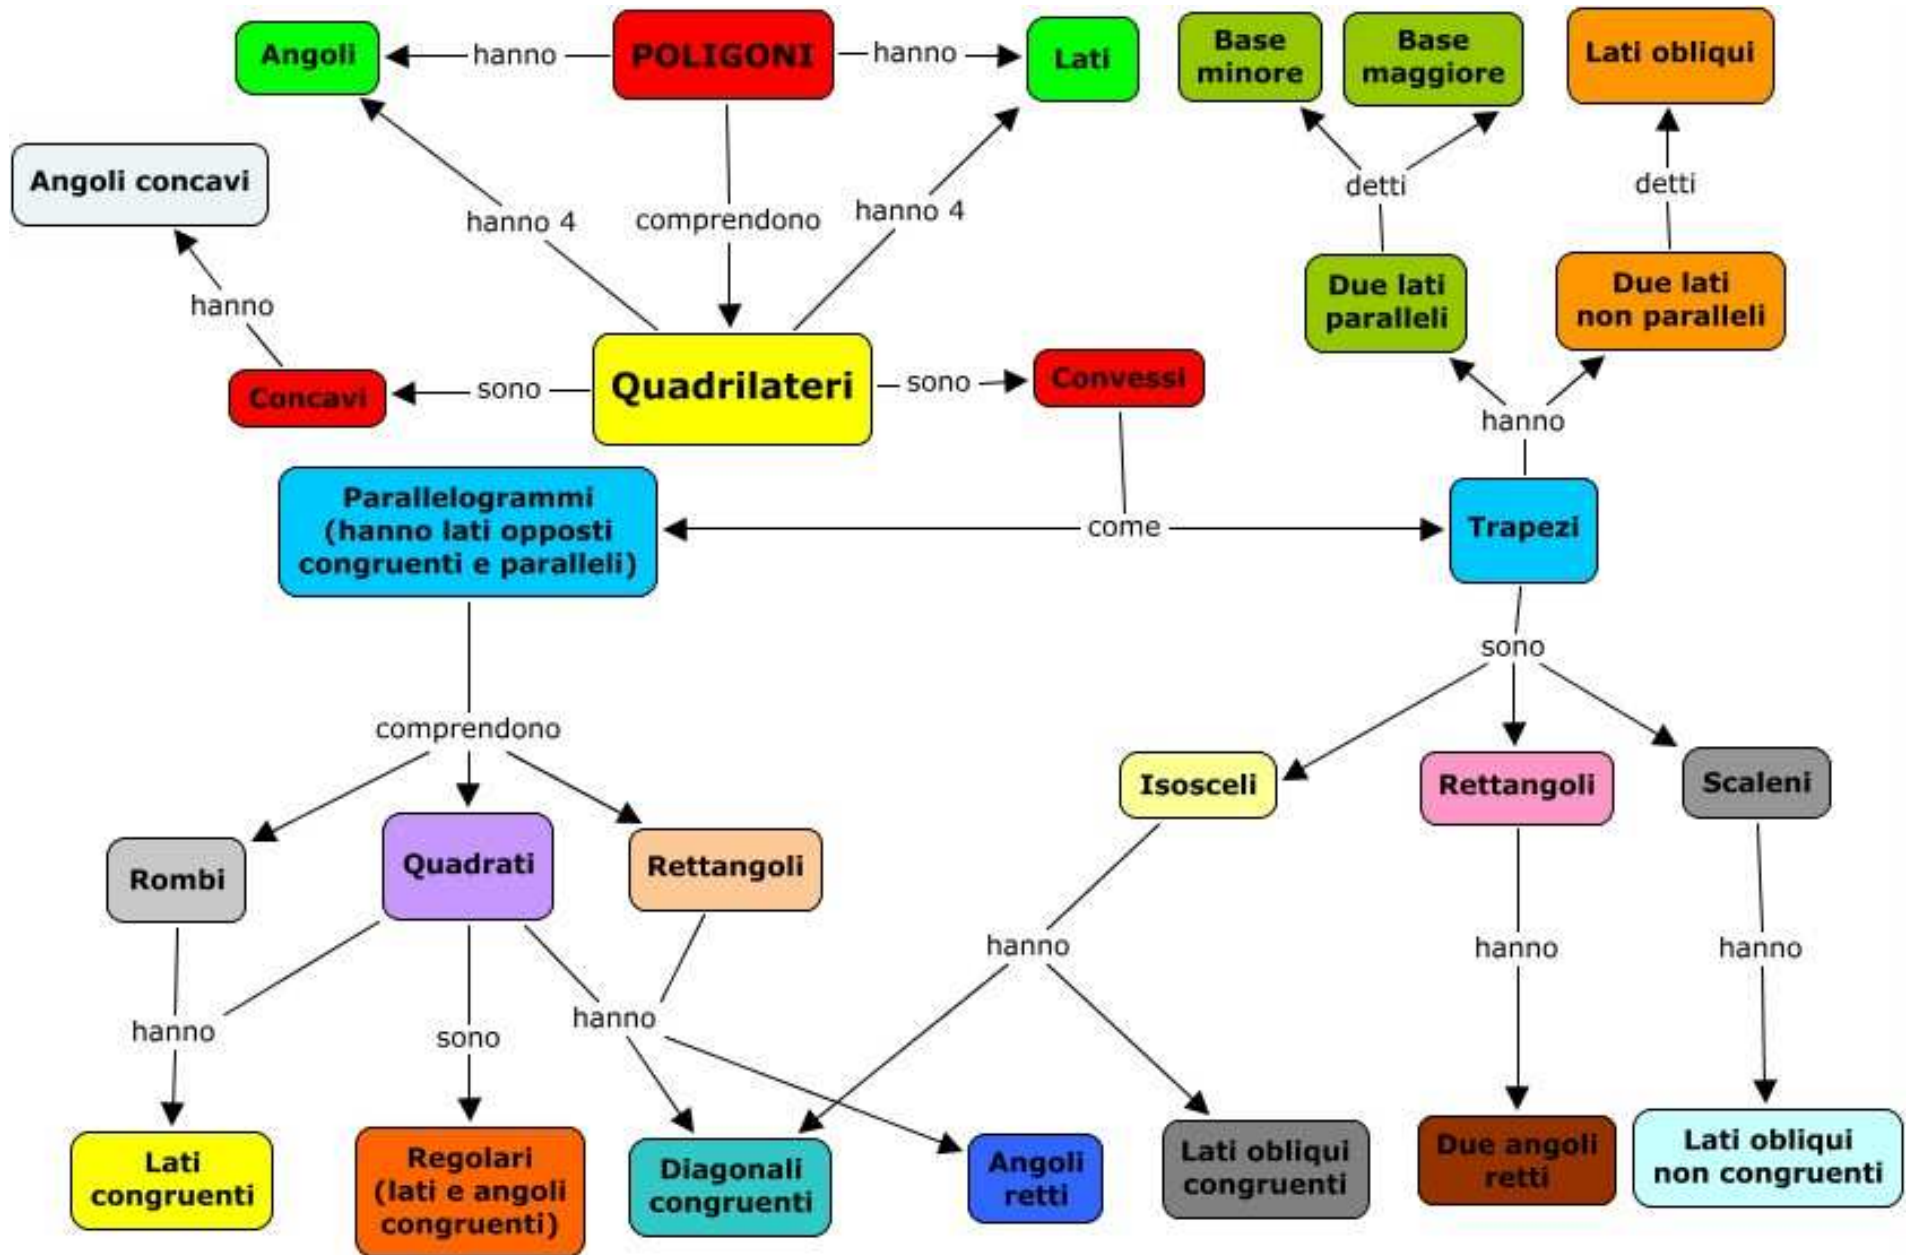 Angoli
hanno
POLIGONI
hanno
Lati
Base
minore
Base
maggiore
Lati obliqui
Angoli concavi
hanno 4
comprendono
hanno 4
detti
detti
hanno
Due lati
paralleli
Due lati
non paralleli
Concavi
sono
Quadrilateri
sono
Convessi
hanno
Parallelogrammi
(hanno lati opposti
congruenti e paralleli)
come
Trapezi
sono
comprendono
Isosceli
Rettangoli
Scaleni
Rombi
Quadrati
Rettangoli
hanno
hanno
hanno
hanno
sono
hanno
Lati
congruenti
Regolari
(lati e angoli
congruenti)
Diagonali
congruenti
Angoli
retti
Lati obliqui
congruenti
Due angoli
retti
Lati obliqui
non congruenti